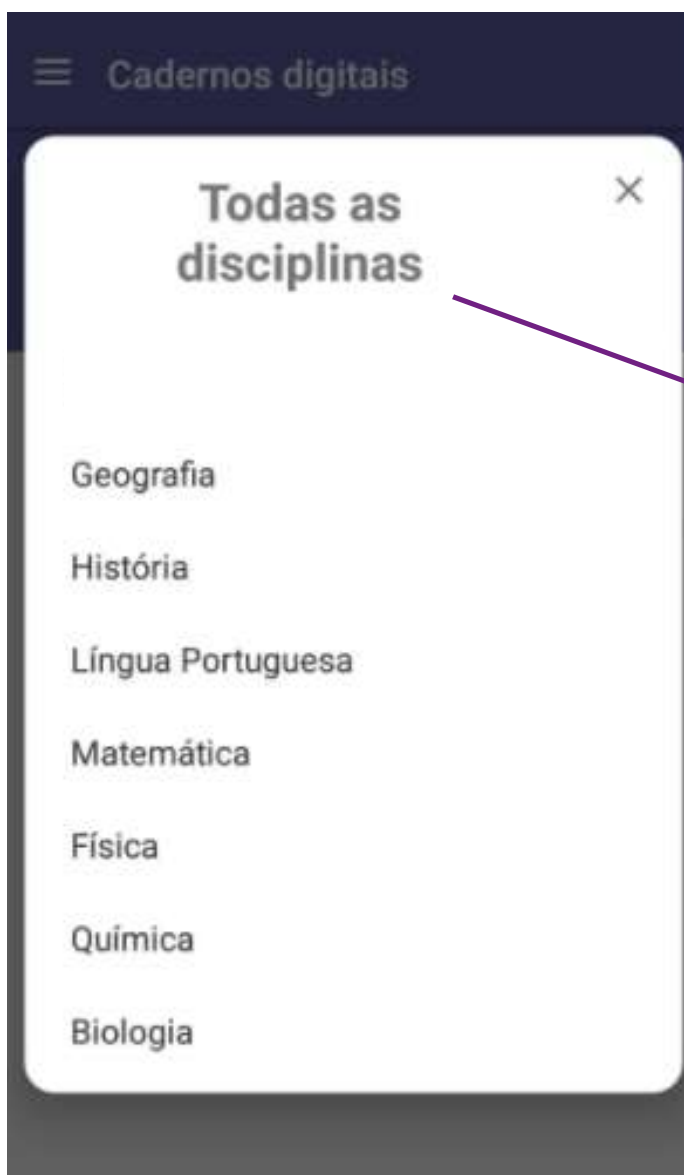 Cadernos digitais
Todas as
disciplinas
Geografia
História
Língua Portuguesa
Matemática
Física
Química
Biologia